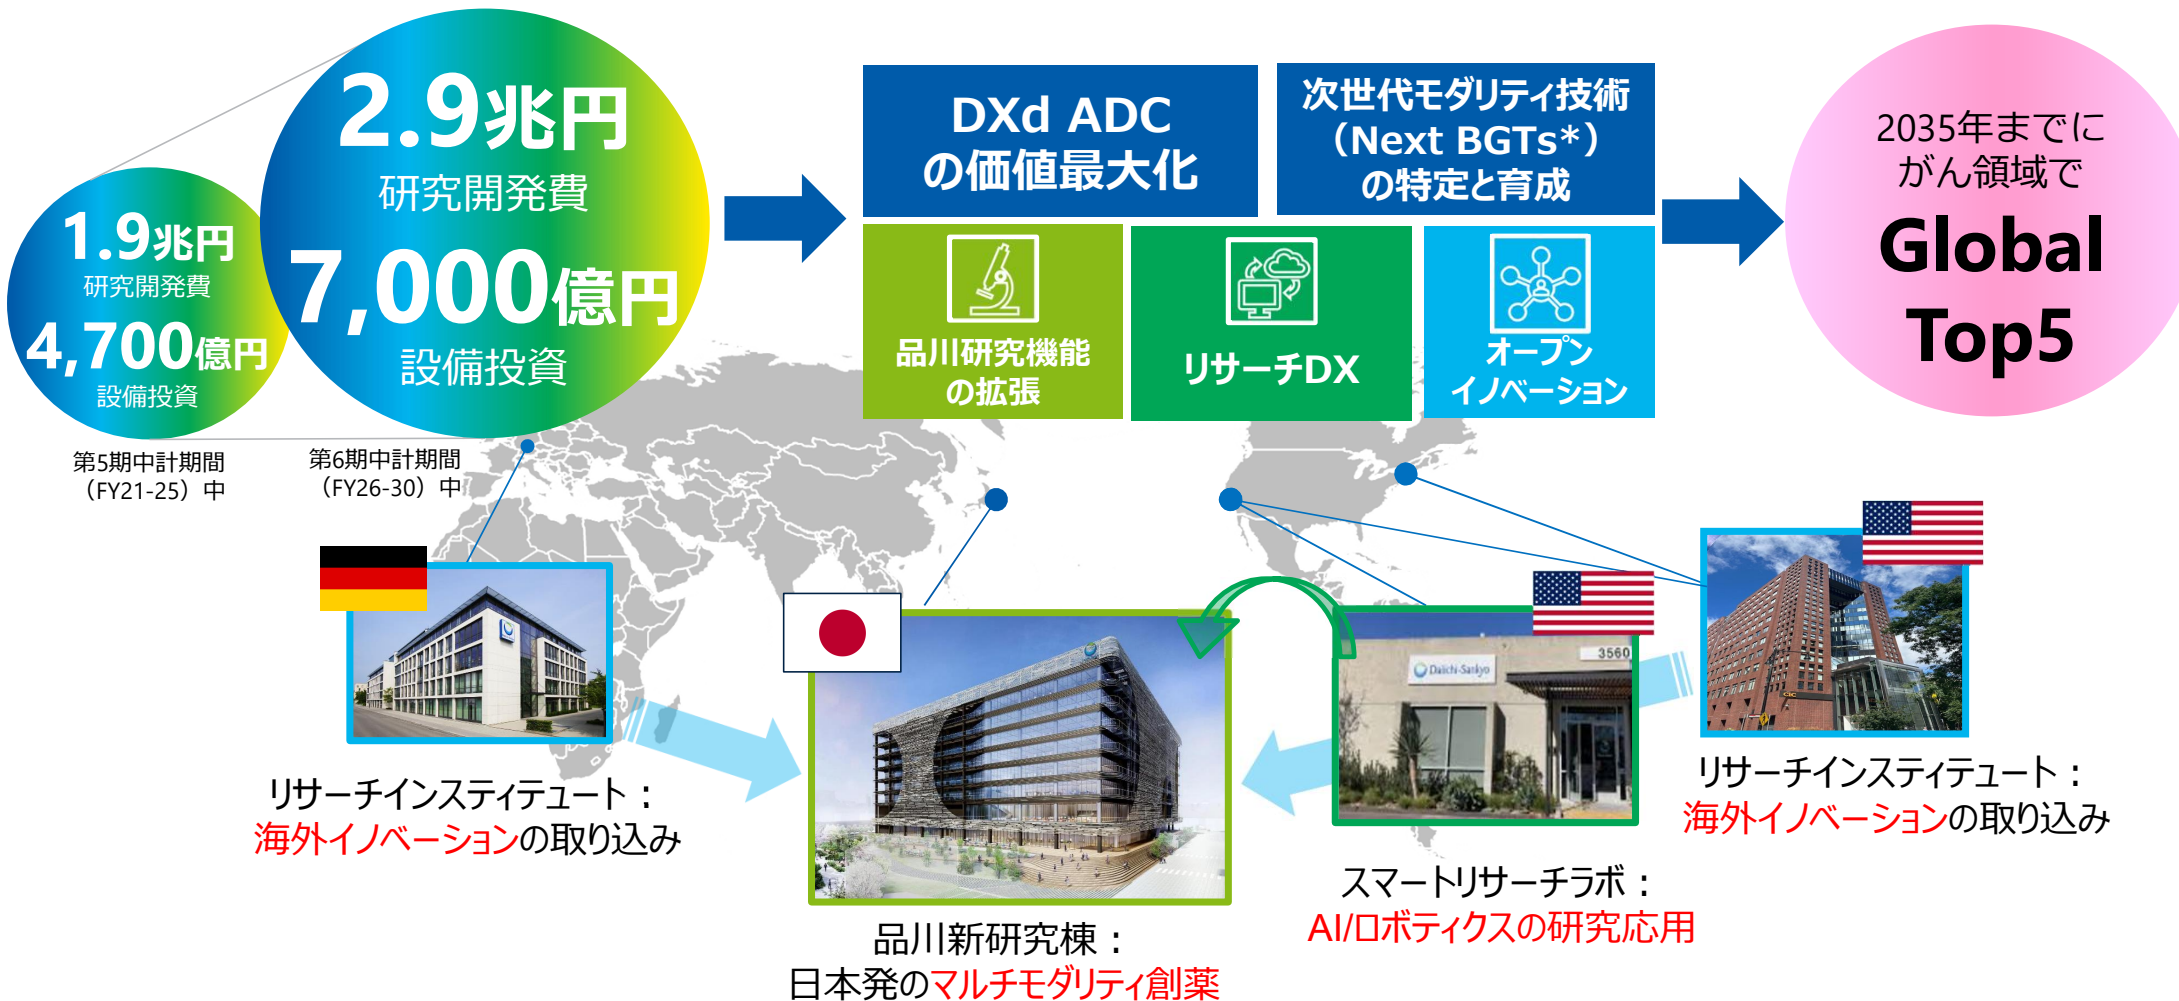 1.9兆円
研究開発費
4,700億円
設備投資
第5期中計期間
（FY21-25）中
2.9兆円
研究開発費
7,000億円
設備投資
第6期中計期間
（FY26-30）中
DXd ADC
の価値最大化
次世代モダリティ技術
（Next BGTs*）
の特定と育成
品川研究機能
の拡張
リサーチDX
オープン
イノベーション
2035年までに
がん領域で
Global
Top5
リサーチインスティテュート：
海外イノベーションの取り込み
品川新研究棟：
日本発のマルチモダリティ創薬
3560
Daiichi-Sankyo
スマートリサーチラボ：
AI/ロボティクスの研究応用
CIC
リサーチインスティテュート：
海外イノベーションの取り込み